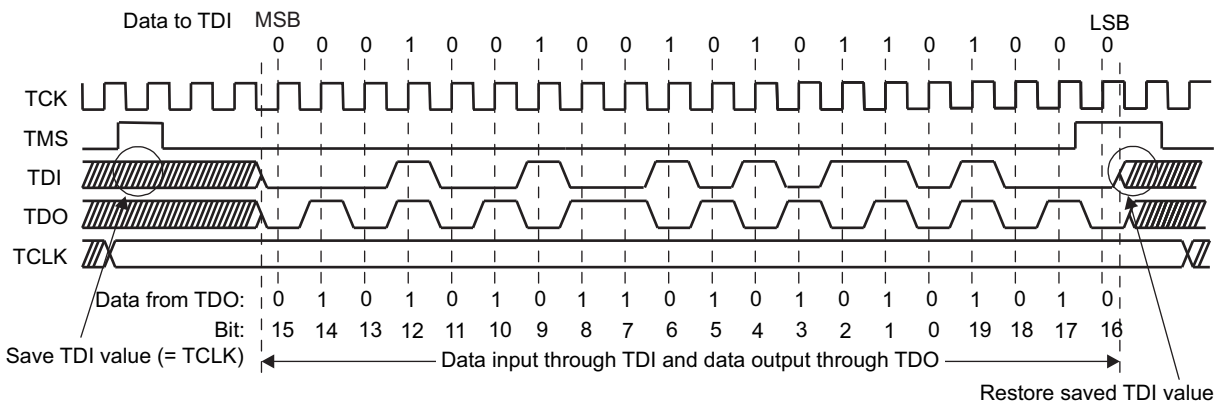 Data to TDI MSB LSB
0 0 0 1 0 0 1 0 0 1 0 1 0 1 1 0 1 0 0 0
TCK
TMS
TDI
TDO
TCLK
Data from TDO: 0 1 0 1 0 1 0 1 1 0 1 0 1 0 1 0 1 0 1 0
Bit: 15 14 13 12 11 10 9 8 7 6 5 4 3 2 1 0 19 18 17 16
Save TDI value (= TCLK) Data input through TDI and data output through TDO
Restore saved TDI value